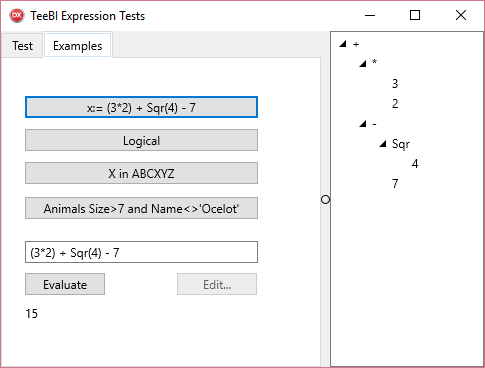 DX TeeBI Expression Tests
Test Examples
x:= (3*2) + Sqr(4) - 7
Logical
X in ABCXYZ
Animals Size>7 and Name<>'Ocelot'
(3*2) + Sqr(4) - 7
Evaluate Edit...
15
+
*
3
2
-
Sqr
4
7